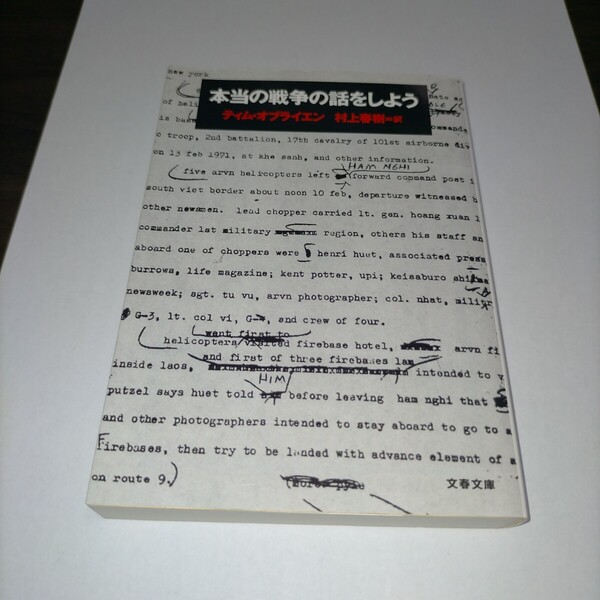 new york
of heli
本当の戦争の話をしよう
ティム・オブライエン 村上春樹=訳
is bas
c troop, 2nd battalion, 17th cavalry of 101st airborne div
on 13 feb 1971, at khe sanh, and other information.
HAM NGHI
five arvn helicopters left forward command post i
south viet border about noon 10 feb, departure witnessed b
other newsmen. lead chopper carried lt. gen. hoang xuan l
commander lat military region, others his staff an
aboard one of choppers were henri huet, associated press
burrows, life magazine; kent potter, upi; keisaburo shima
newsweek; sgt. tu vu, arvn photographer; col. nhat, militr
G-3, lt. col vi, and crew of four.
went first to
helicopters visited firebase hotel, arvn fi
and first of three firebases lam
inside laos, intended to v
HIM
putzel says huet told before leaving ham nghi that
and other photographers intended to stay aboard to go to a
Firebases, then try to be landed with advance element of a
on route 9.)
文春文庫